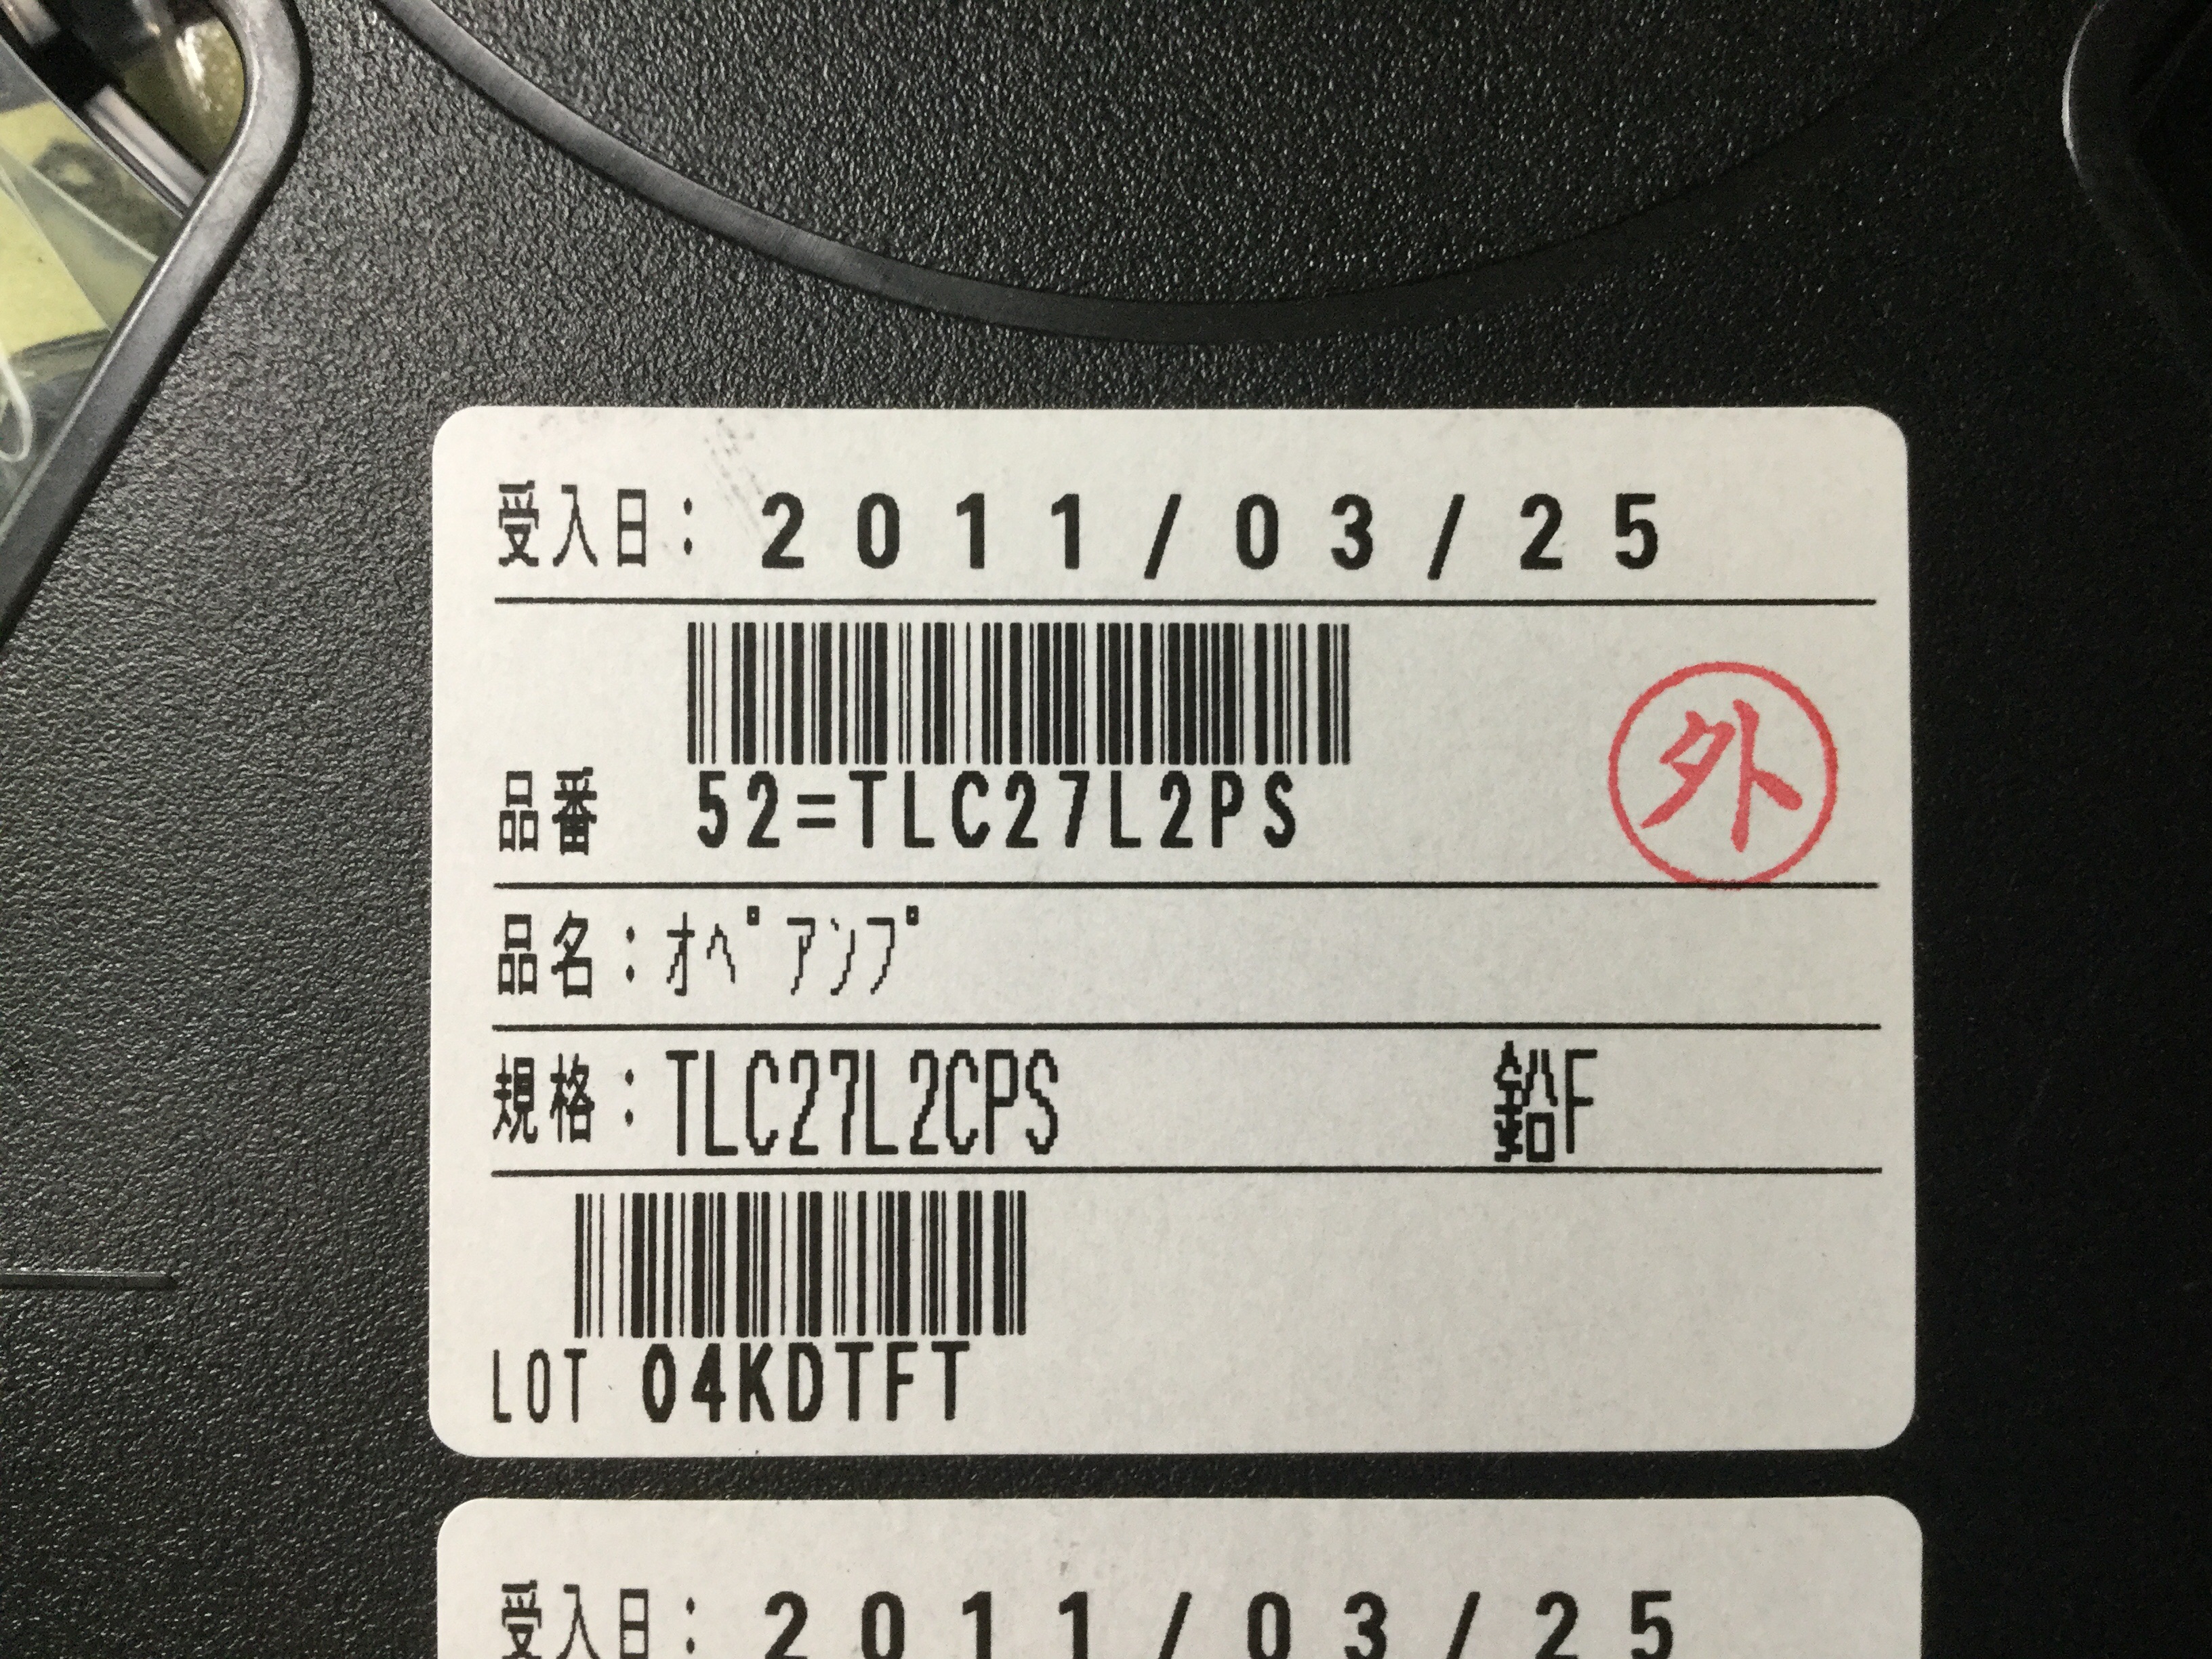 受入日: 2011/03/25
外
品番 52=TLC27L2PS
品名:ｵﾍﾟｱﾝﾌﾟ
規格:TLC27L2CPS 鉛F
LOT 04KDTFT
受入日: 2011/03/25